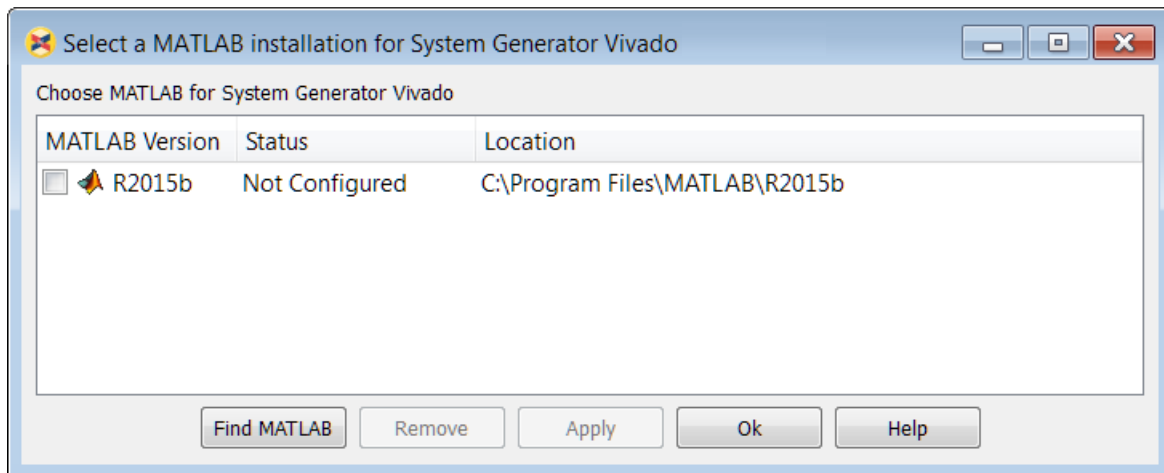 Select a MATLAB installation for System Generator Vivado
Choose MATLAB for System Generator Vivado
MATLAB Version Status Location
R2015b Not Configured C:\Program Files\MATLAB\R2015b
Find MATLAB Remove Apply Ok Help